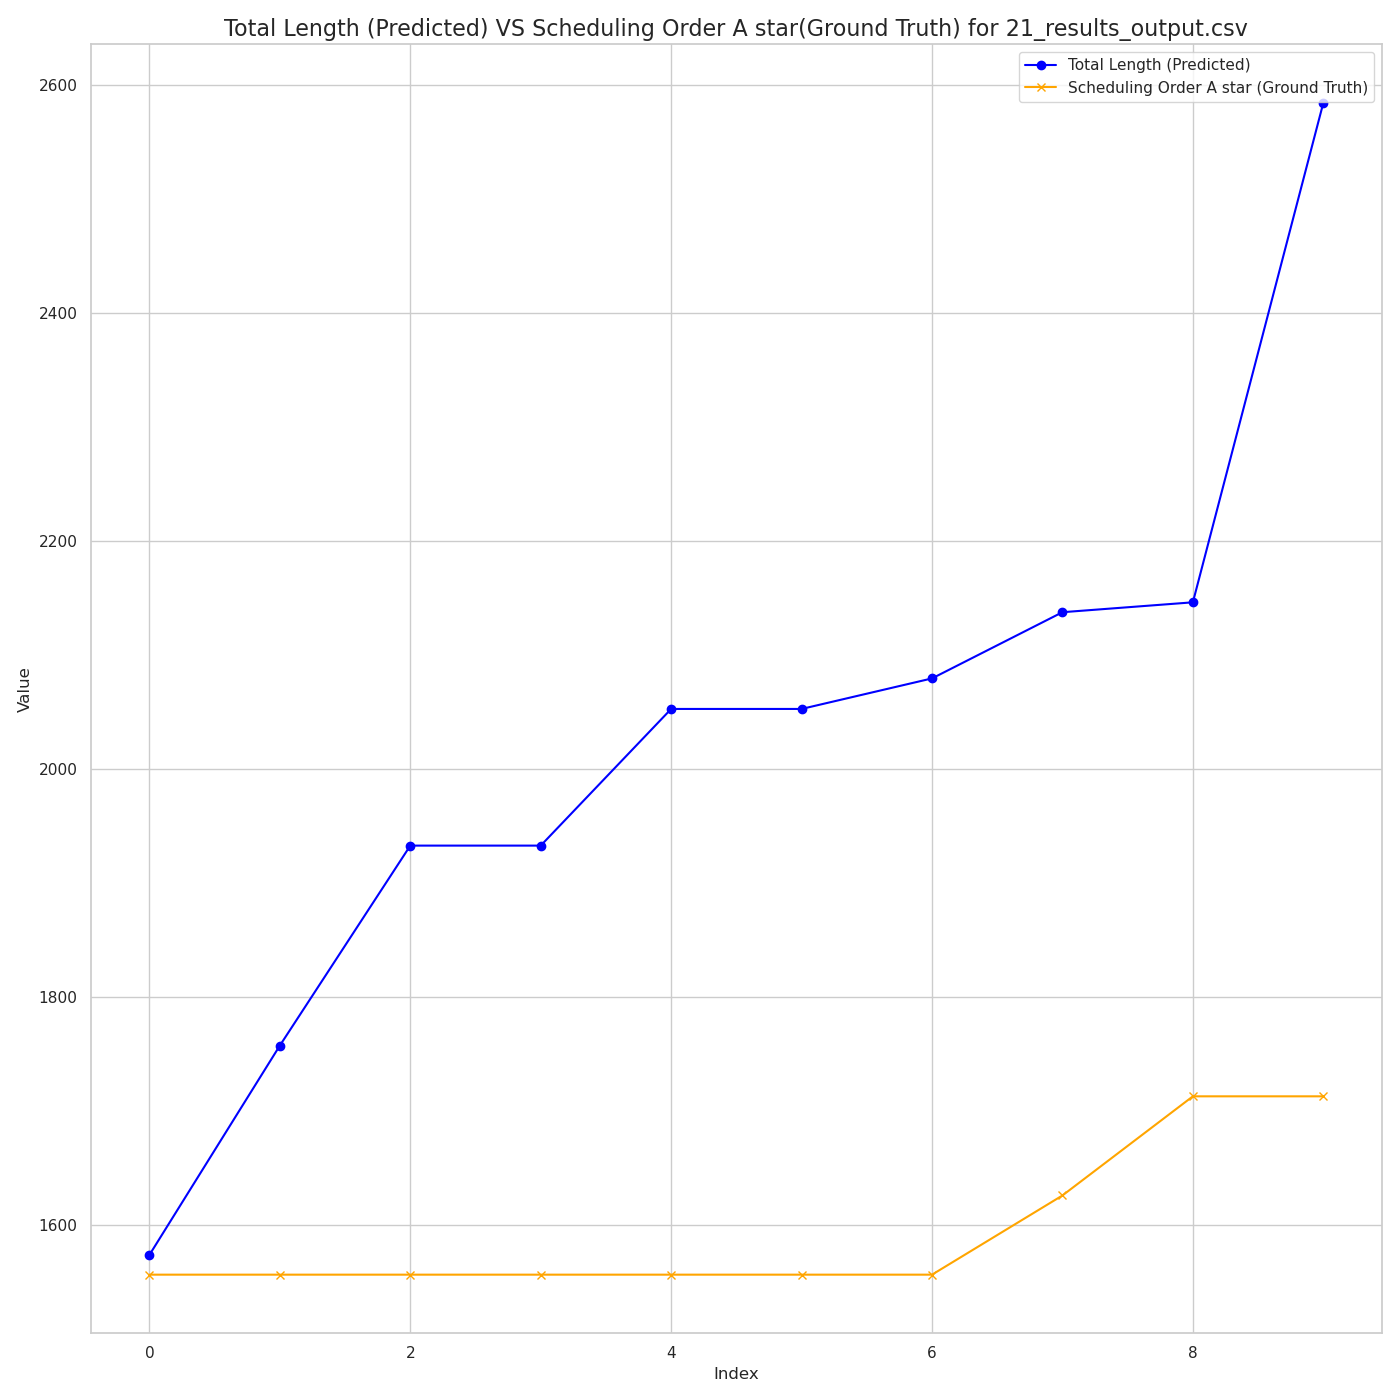 Total Length (Predicted) VS Scheduling Order A star(Ground Truth) for 21_results_output.csv
Total Length (Predicted)
Scheduling Order A star (Ground Truth)
2600
2400
2200
2000
1800
1600
Value
0 2 4 6 8
Index